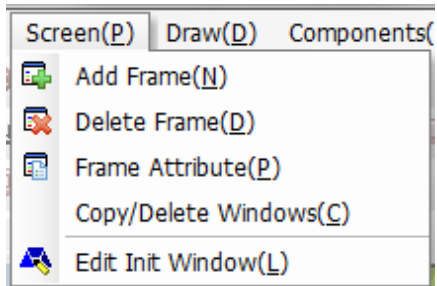 Screen(P) Draw(D) Components(
Add Frame(N)
Delete Frame(D)
Frame Attribute(P)
Copy/Delete Windows(C)
Edit Init Window(L)